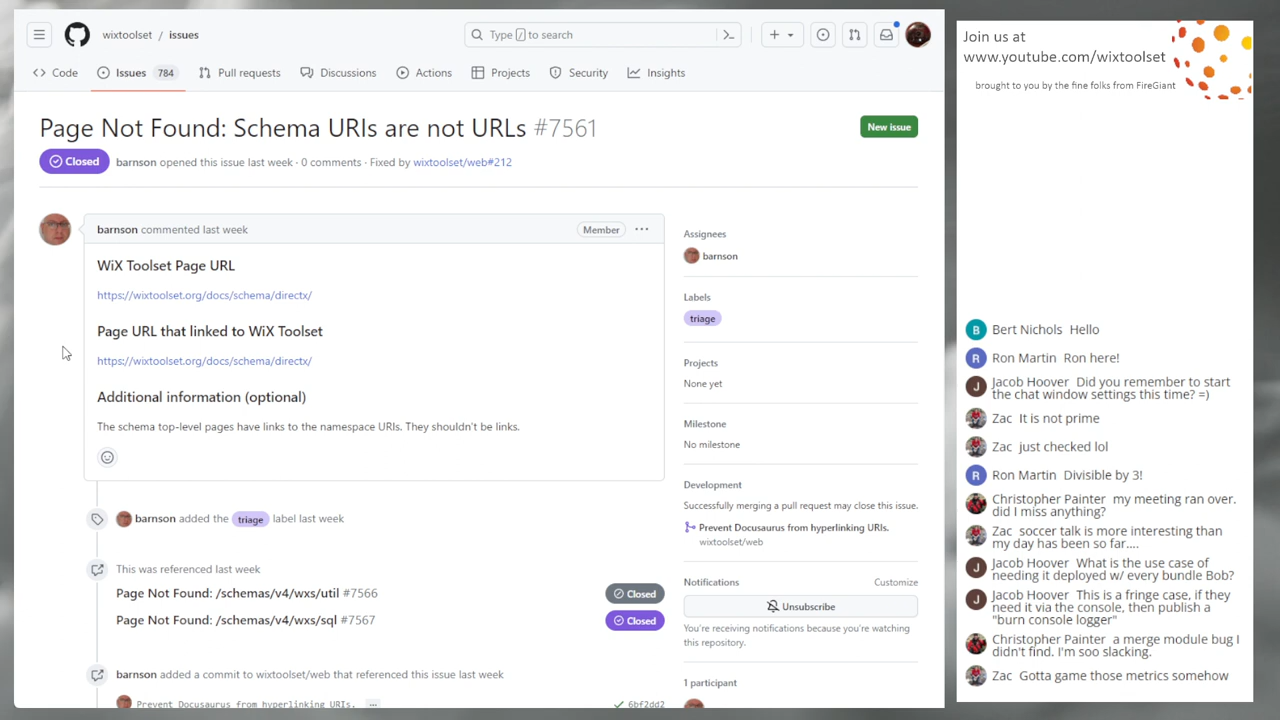 wixtoolset / issues
Type / to search
Code
Issues 784
Pull requests
Discussions
Actions
Projects
Security
Insights
Page Not Found: Schema URIs are not URLs #7561
New issue
Closed
barnson opened this issue last week · 0 comments · Fixed by wixtoolset/web#212
barnson commented last week
Member
WiX Toolset Page URL
https://wixtoolset.org/docs/schema/directx/
Page URL that linked to WiX Toolset
https://wixtoolset.org/docs/schema/directx/
Additional information (optional)
The schema top-level pages have links to the namespace URIs. They shouldn't be links.
barnson added the triage label last week
This was referenced last week
Page Not Found: /schemas/v4/wxs/util #7566
Closed
Page Not Found: /schemas/v4/wxs/sql #7567
Closed
barnson added a commit to wixtoolset/web that referenced this issue last week
Prevent Docusaurus from hyperlinking URIs. ...
6bf2dd2
Assignees
barnson
Labels
triage
Projects
None yet
Milestone
No milestone
Development
Successfully merging a pull request may close this issue.
Prevent Docusaurus from hyperlinking URIs.
wixtoolset/web
Notifications
Customize
Unsubscribe
You're receiving notifications because you're watching
this repository.
1 participant
Join us at
www.youtube.com/wixtoolset
brought to you by the fine folks from FireGiant
B Bert Nichols Hello
R Ron Martin Ron here!
J Jacob Hoover Did you remember to start
the chat window settings this time? =)
Zac It is not prime
Zac just checked lol
R Ron Martin Divisible by 3!
Christopher Painter my meeting ran over.
did I miss anything?
Zac soccer talk is more interesting than
my day has been so far....
J Jacob Hoover What is the use case of
needing it deployed w/ every bundle Bob?
J Jacob Hoover This is a fringe case, if they
need it via the console, then publish a
"burn console logger"
Christopher Painter a merge module bug I
didn't find. I'm soo slacking.
Zac Gotta game those metrics somehow